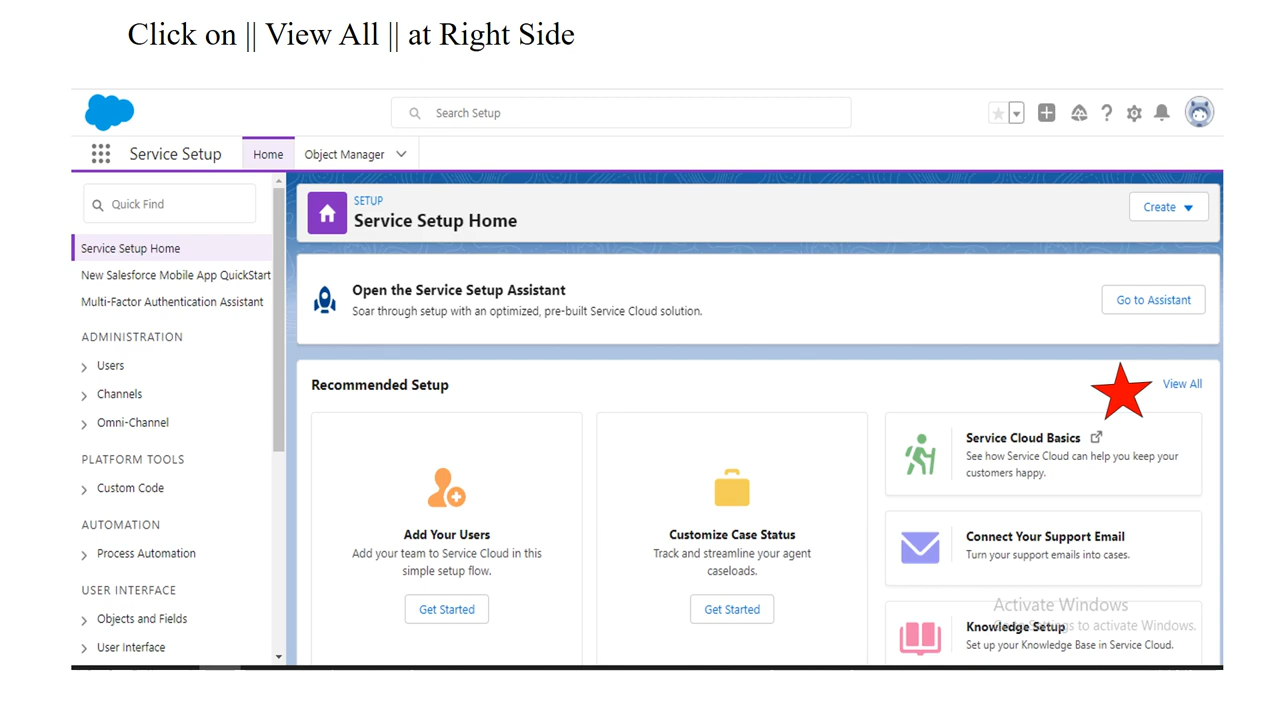 Click on || View All || at Right Side
Search Setup
Service Setup
Home
Object Manager
Quick Find
Service Setup Home
New Salesforce Mobile App QuickStart
Multi-Factor Authentication Assistant
ADMINISTRATION
Users
Channels
Omni-Channel
PLATFORM TOOLS
Custom Code
AUTOMATION
Process Automation
USER INTERFACE
Objects and Fields
User Interface
SETUP
Service Setup Home
Create
Open the Service Setup Assistant
Soar through setup with an optimized, pre-built Service Cloud solution.
Go to Assistant
Recommended Setup
View All
Add Your Users
Add your team to Service Cloud in this
simple setup flow.
Get Started
Customize Case Status
Track and streamline your agent
caseloads.
Get Started
Service Cloud Basics
See how Service Cloud can help you keep your
customers happy.
Connect Your Support Email
Turn your support emails into cases.
Knowledge Setup
Set up your Knowledge Base in Service Cloud.
Activate Windows
to activate Windows.